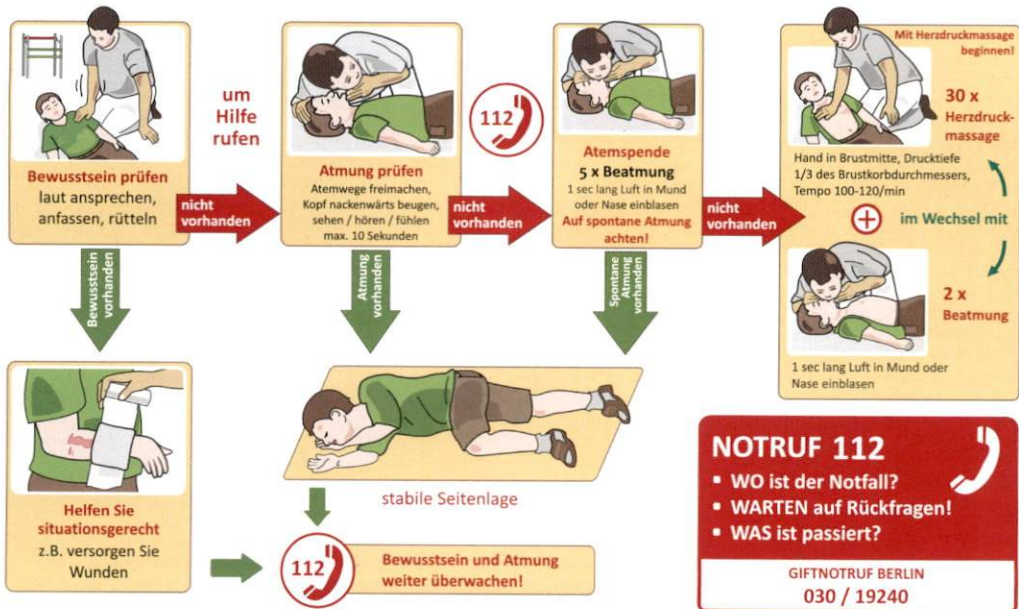 Bewusstsein prüfen
laut ansprechen,
anfassen, rütteln
um
Hilfe
rufen
nicht
vorhanden
Atmung prüfen
Atemwege freimachen,
Kopf nackenwärts beugen,
sehen / hören / fühlen
max. 10 Sekunden
112
nicht
vorhanden
Atemspende
5 x Beatmung
1 sec lang Luft in Mund
oder Nase einblasen
Auf spontane Atmung
achten!
nicht
vorhanden
Mit Herzdruckmassage
beginnen!
30 x
Herzdruck-
massage
Hand in Brustmitte, Drucktiefe
1/3 des Brustkorbdurchmessers,
Tempo 100-120/min
im Wechsel mit
2 x
Beatmung
1 sec lang Luft in Mund oder
Nase einblasen
Bewusstsein
vorhanden
Atmung
vorhanden
Spontane
Atmung
vorhanden
Helfen Sie
situationsgerecht
z.B. versorgen Sie
Wunden
stabile Seitenlage
112
Bewusstsein und Atmung
weiter überwachen!
NOTRUF 112
▪ WO ist der Notfall?
▪ WARTEN auf Rückfragen!
▪ WAS ist passiert?
GIFTNOTRUF BERLIN
030 / 19240